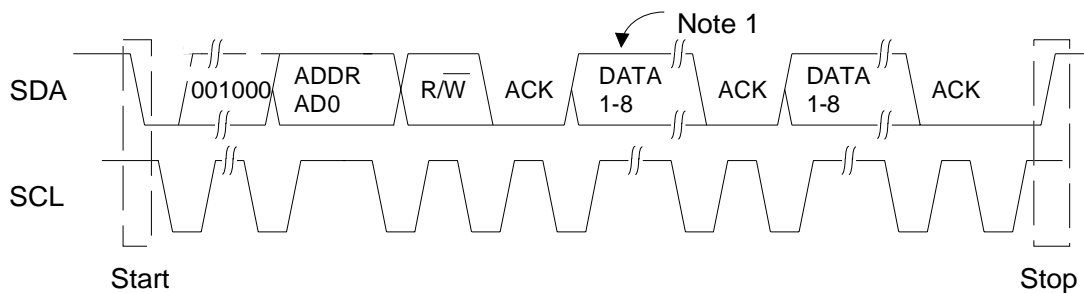 Note 1
SDA
001000
ADDR
AD0
R/W
ACK
DATA
1-8
ACK
DATA
1-8
ACK
SCL
Start
Stop